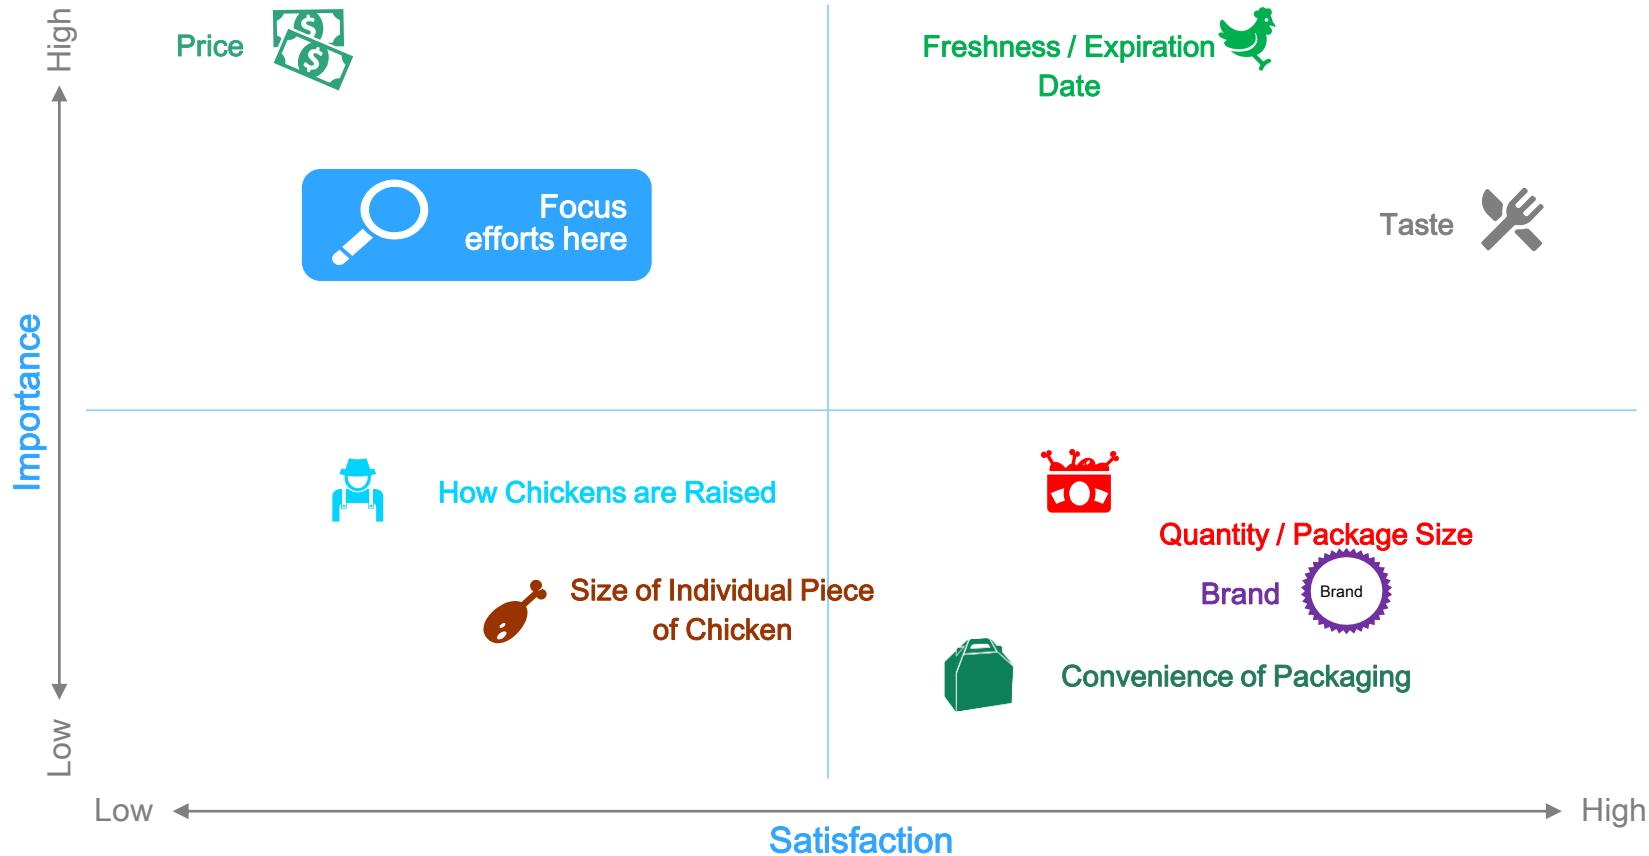 High
Price
Freshness / Expiration
Date
Focus
efforts here
Taste
Importance
How Chickens are Raised
Quantity / Package Size
Size of Individual Piece
of Chicken
Brand
Brand
Convenience of Packaging
Low
Low
High
Satisfaction